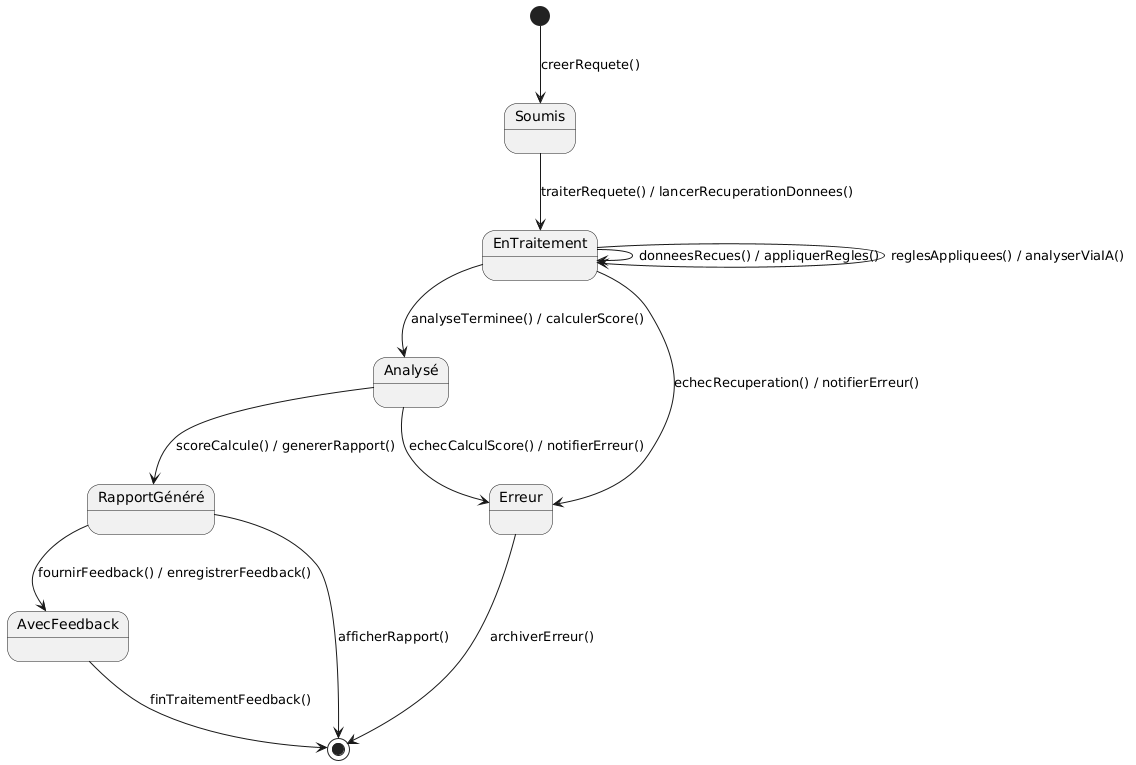 creerRequete()
Soumis
traiterRequete() / lancerRecuperationDonnees()
EnTraitement
donneesRecues() / appliquerRegles()
reglesAppliquees() / analyserViaIA()
analyseTerminee() / calculerScore()
Analysé
echecRecuperation() / notifierErreur()
scoreCalcule() / genererRapport()
echecCalculScore() / notifierErreur()
RapportGénéré
Erreur
fournirFeedback() / enregistrerFeedback()
AvecFeedback
afficherRapport()
archiverErreur()
finTraitementFeedback()